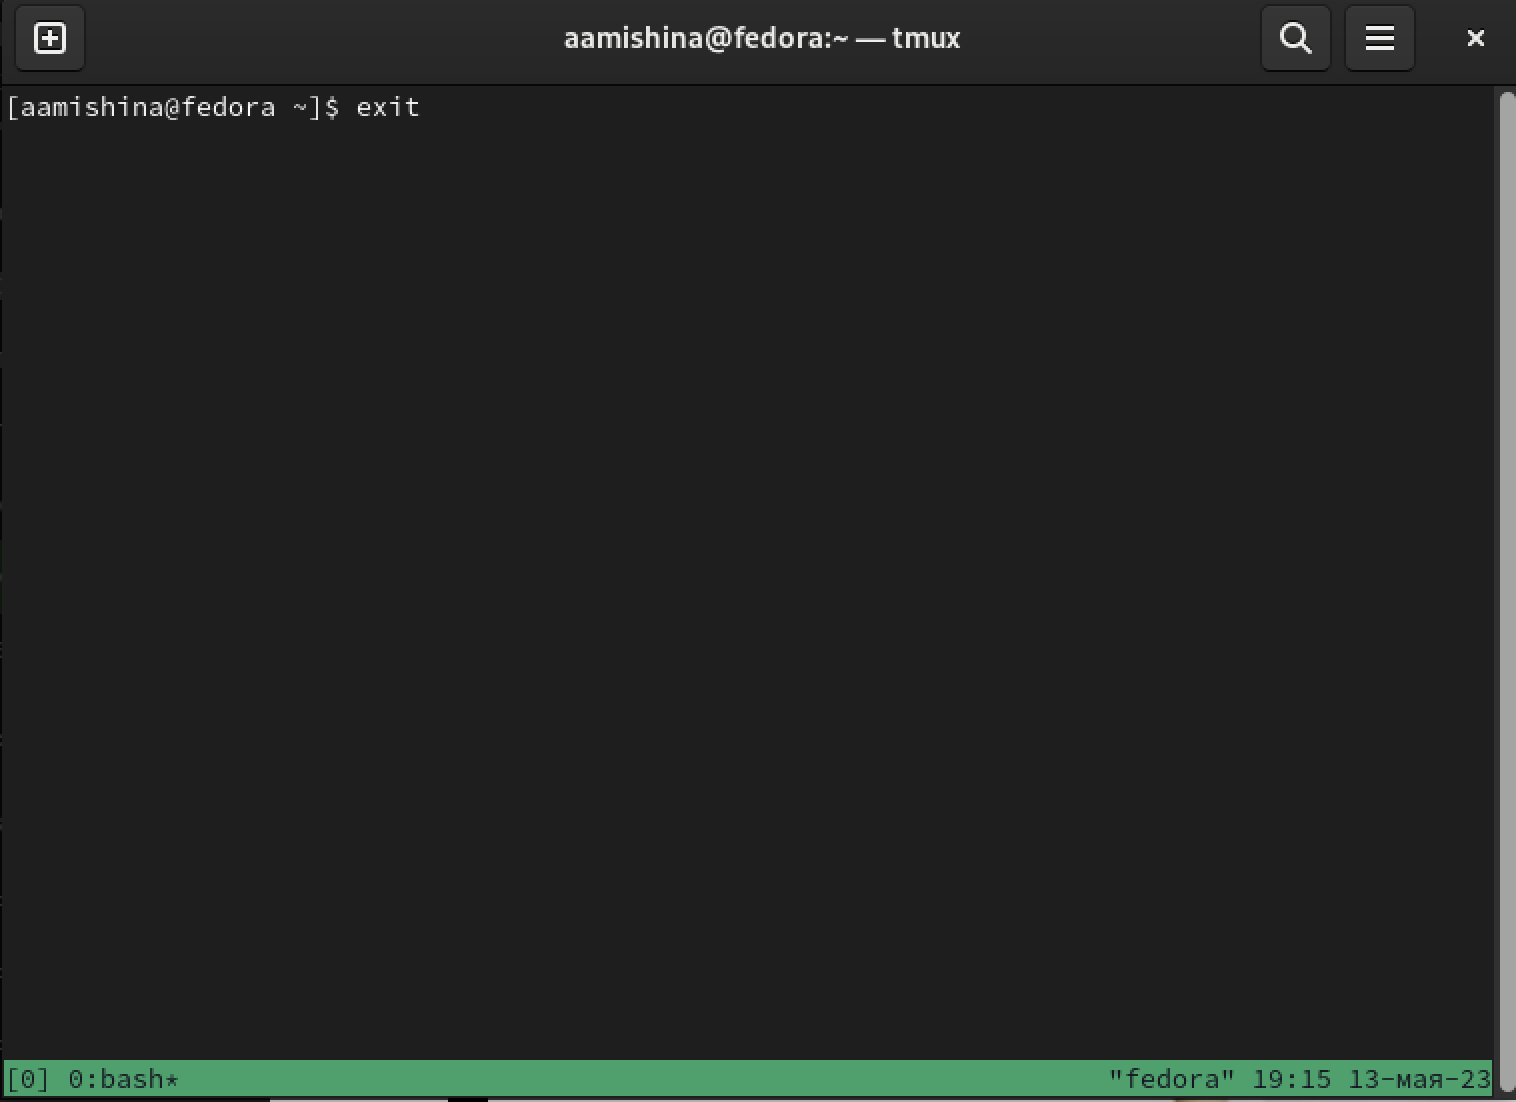 aamishina@fedora:~ — tmux
[aamishina@fedora ~]$ exit
[0] 0:bash* "fedora" 19:15 13-мая-23